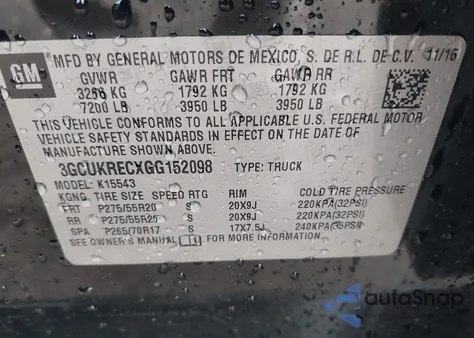 GM
MFD BY GENERAL MOTORS DE MEXICO, S. DE R.L. DE C.V. 11/15
GVWR GAWR FRT GAWR RR
3266 KG 1792 KG 1792 KG
7200 LB 3950 LB 3950 LB
THIS VEHICLE CONFORMS TO ALL APPLICABLE U.S. FEDERAL MOTOR
VEHICLE SAFETY STANDARDS IN EFFECT ON THE DATE OF
MANUFACTURE SHOWN ABOVE.
3GCUKRECXGG152098 TYPE: TRUCK
MODEL: K15543
KGNG TIRE SIZE SPEED RTG RIM COLD TIRE PRESSURE
FRT P275/55R20 S 20X9J 220KPA(32PSI)
RR P275/55R20 S 20X9J 220KPA(32PSI)
SPA P265/70R17 S 17X7.5J 240KPA(35PSI)
SEE OWNER'S MANUAL
autoSnap